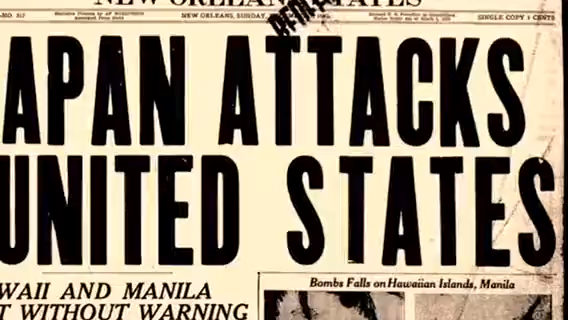 NEW ORLEANS STATES
NEW ORLEANS, SUNDAY,
SINGLE COPY 5 CENTS
APAN ATTACKS
UNITED STATES
WAII AND MANILA
T WITHOUT WARNING
Bombs Falls on Hawaiian Islands, Manila